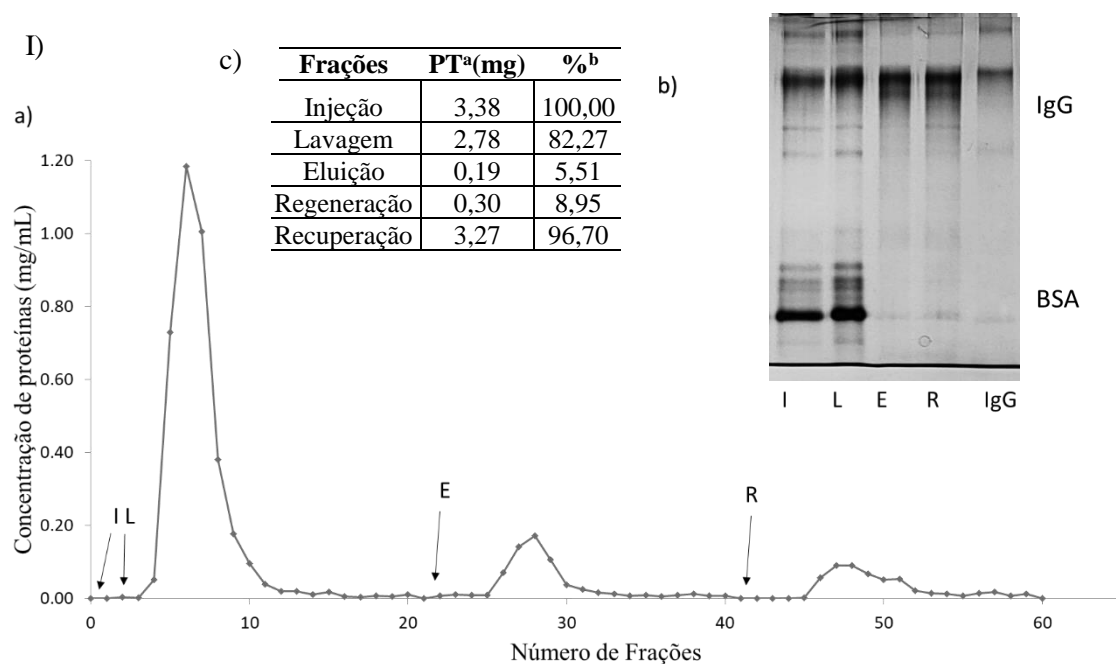 I)
c)
Frações PTᵃ(mg) %ᵇ
Injeção 3,38 100,00
Lavagem 2,78 82,27
Eluição 0,19 5,51
Regeneração 0,30 8,95
Recuperação 3,27 96,70
b)
IgG
BSA
I L E R IgG
a)
Concentração de proteínas (mg/mL)
1.20
1.00
0.80
0.60
0.40
0.20
0.00
I L
E
R
0 10 20 30 40 50 60
Número de Frações